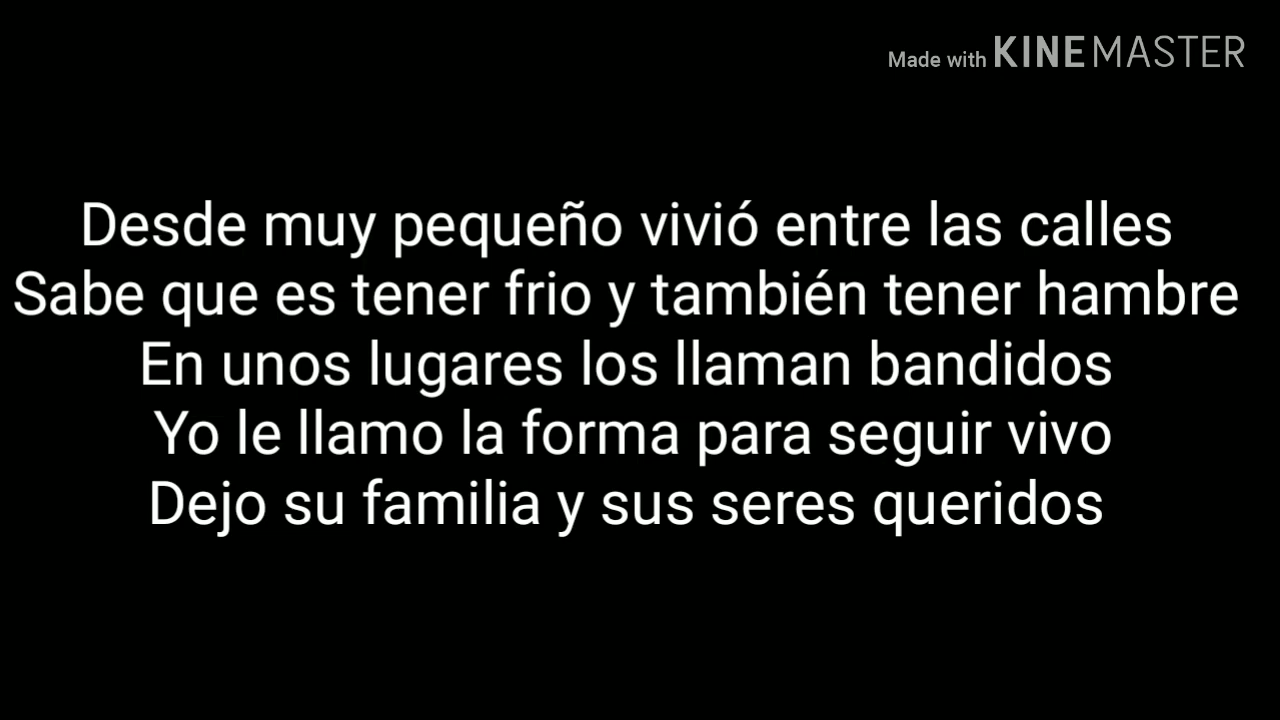 Made with KINEMASTER
Desde muy pequeño vivió entre las calles
Sabe que es tener frio y también tener hambre
En unos lugares los llaman bandidos
Yo le llamo la forma para seguir vivo
Dejo su familia y sus seres queridos